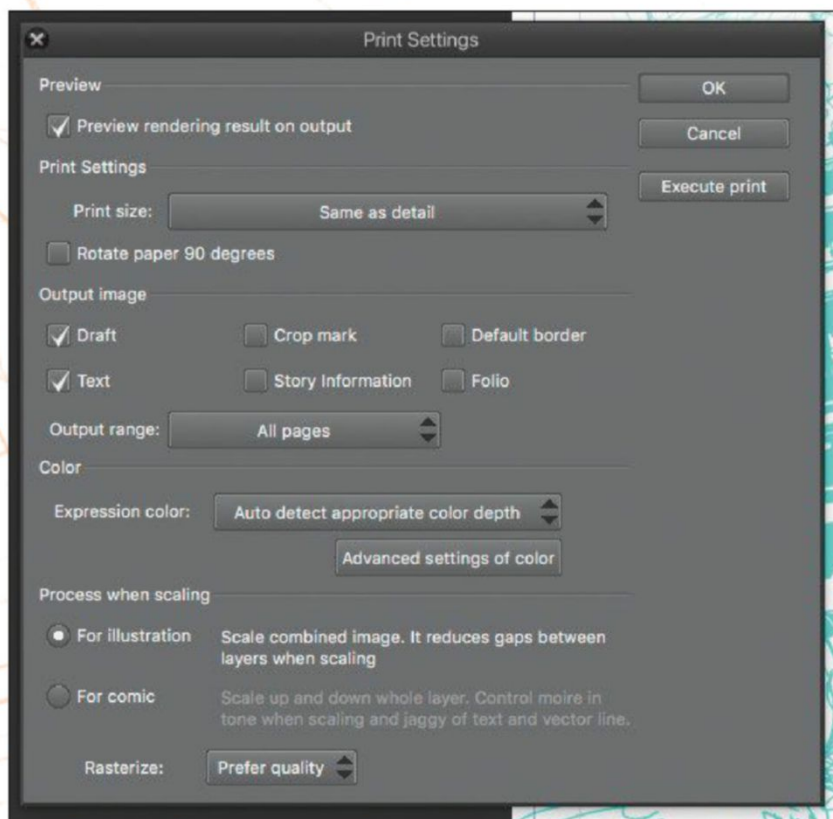 Print Settings
Preview
OK
Preview rendering result on output
Cancel
Print Settings
Execute print
Print size: Same as detail
Rotate paper 90 degrees
Output image
Draft Crop mark Default border
Text Story Information Folio
Output range: All pages
Color
Expression color: Auto detect appropriate color depth
Advanced settings of color
Process when scaling
For illustration Scale combined image. It reduces gaps between
layers when scaling
For comic Scale up and down whole layer. Control moire in
tone when scaling and jaggy of text and vector line.
Rasterize: Prefer quality